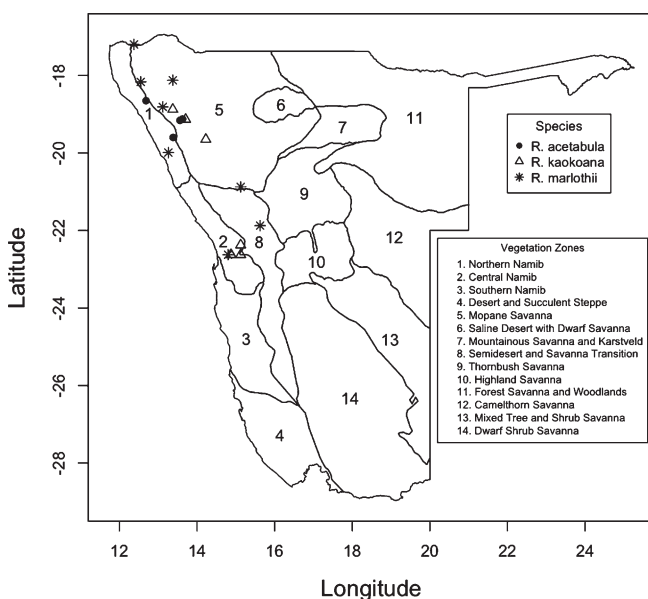 Latitude
-18
-20
-22
-24
-26
-28
1
5
6
7
11
9
12
2
8
10
3
13
14
4
Species
R. acetabula
R. kaokoana
R. marlothii
Vegetation Zones
1. Northern Namib
2. Central Namib
3. Southern Namib
4. Desert and Succulent Steppe
5. Mopane Savanna
6. Saline Desert with Dwarf Savanna
7. Mountainous Savanna and Karstveld
8. Semidesert and Savanna Transition
9. Thornbush Savanna
10. Highland Savanna
11. Forest Savanna and Woodlands
12. Camelthorn Savanna
13. Mixed Tree and Shrub Savanna
14. Dwarf Shrub Savanna
12 14 16 18 20 22 24
Longitude